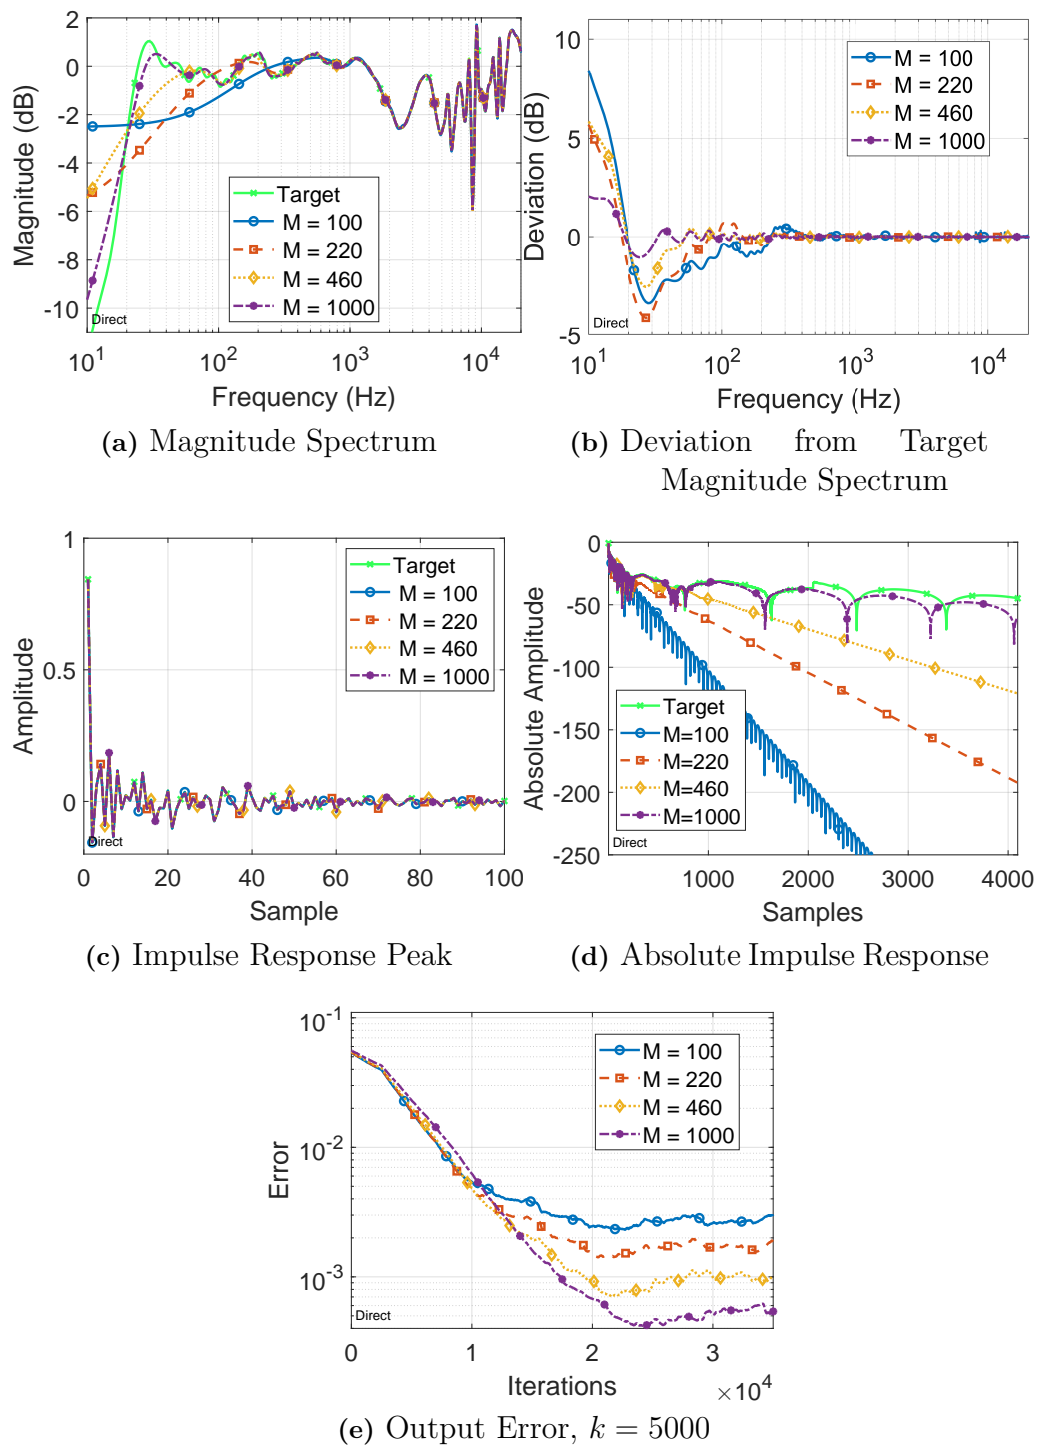 2
0
-2
-4
-6
-8
-10
Magnitude (dB)
Target
M = 100
M = 220
M = 460
M = 1000
Direct
10^1
10^2
10^3
10^4
Frequency (Hz)
(a) Magnitude Spectrum
10
5
0
-5
Deviation (dB)
M = 100
M = 220
M = 460
M = 1000
Direct
10^1
10^2
10^3
10^4
Frequency (Hz)
(b) Deviation from Target
Magnitude Spectrum
1
0.5
0
Amplitude
Target
M = 100
M = 220
M = 460
M = 1000
Direct
0 20 40 60 80 100
Sample
(c) Impulse Response Peak
0
-50
-100
-150
-200
-250
Absolute Amplitude
Target
M=100
M=220
M=460
M=1000
Direct
1000 2000 3000 4000
Samples
(d) Absolute Impulse Response
10^-1
10^-2
10^-3
Error
M = 100
M = 220
M = 460
M = 1000
Direct
0 1 2 3
Iterations
×10^4
(e) Output Error, k = 5000